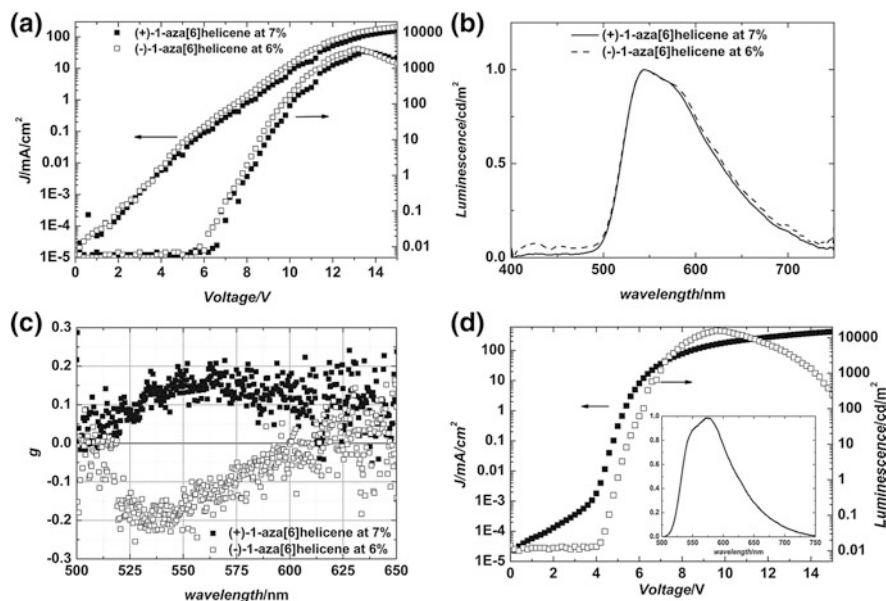 (a)
(+)-1-aza[6]helicene at 7%
(-)-1-aza[6]helicene at 6%
J/mA/cm²
100
10
1
0.1
0.01
1E-3
1E-4
1E-5
0 2 4 6 8 10 12 14
Voltage/V
10000
1000
100
10
1
0.1
0.01
Luminescence/cd/m²
(b)
(+)-1-aza[6]helicene at 7%
(-)-1-aza[6]helicene at 6%
Luminescence/cd/m²
1.0
0.5
0.0
400 500 600 700
wavelength/nm
(c)
g
0.3
0.2
0.1
0.0
-0.1
-0.2
-0.3
(+)-1-aza[6]helicene at 7%
(-)-1-aza[6]helicene at 6%
500 525 550 575 600 625 650
wavelength/nm
(d)
J/mA/cm²
100
10
1
0.1
0.01
1E-3
1E-4
1E-5
0 2 4 6 8 10 12 14
Voltage/V
10000
1000
100
10
1
0.1
0.01
Luminescence/cd/m²
1.0
0.8
0.6
0.4
0.2
0.0
500 550 600 650 700 750
wavelength/nm